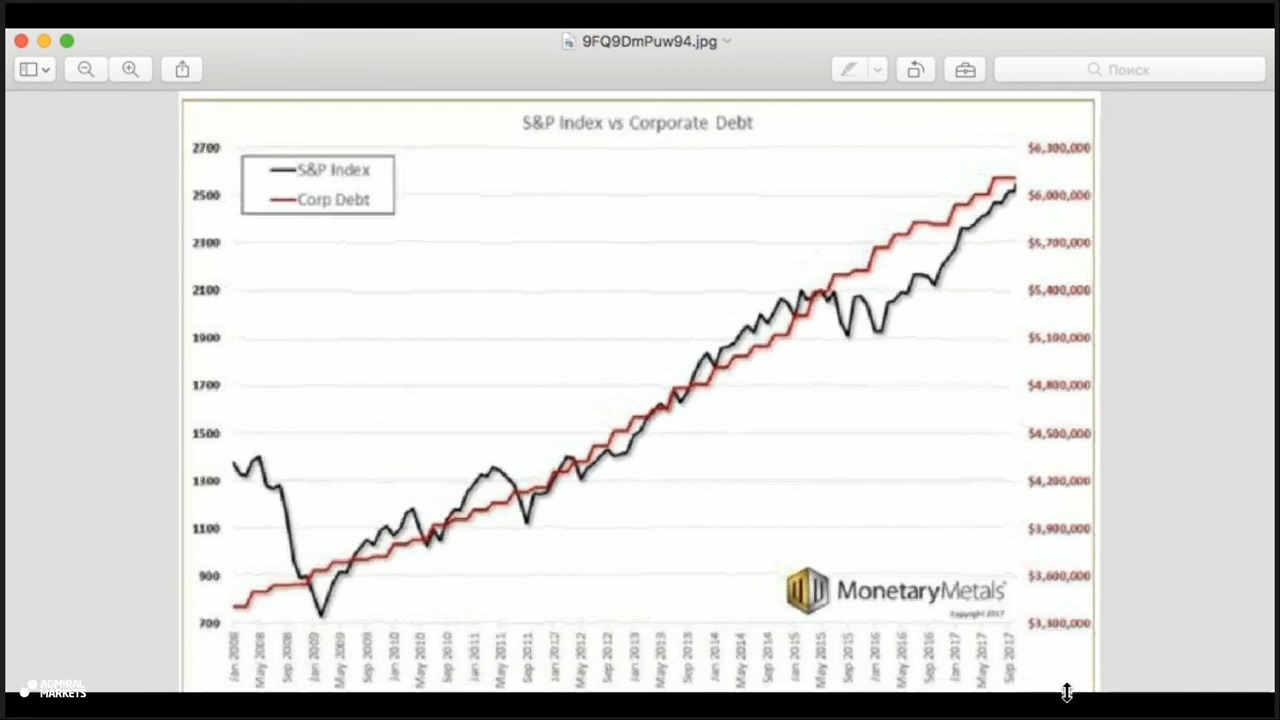 9FQ9DmPuw94.jpg
Поиск
S&P Index vs Corporate Debt
S&P Index
Corp Debt
2700
2500
2300
2100
1900
1700
1500
1300
1100
900
700
$6,300,000
$6,000,000
$5,700,000
$5,400,000
$5,100,000
$4,800,000
$4,500,000
$4,200,000
$3,900,000
$3,600,000
$3,300,000
MonetaryMetals
Copyright 2017
Jan 2008
May 2008
Sep 2008
Jan 2009
May 2009
Sep 2009
Jan 2010
May 2010
Sep 2010
Jan 2011
May 2011
Sep 2011
Jan 2012
May 2012
Sep 2012
Jan 2013
May 2013
Sep 2013
Jan 2014
May 2014
Sep 2014
Jan 2015
May 2015
Sep 2015
Jan 2016
May 2016
Sep 2016
Jan 2017
May 2017
Sep 2017
ADMIRAL
MARKETS